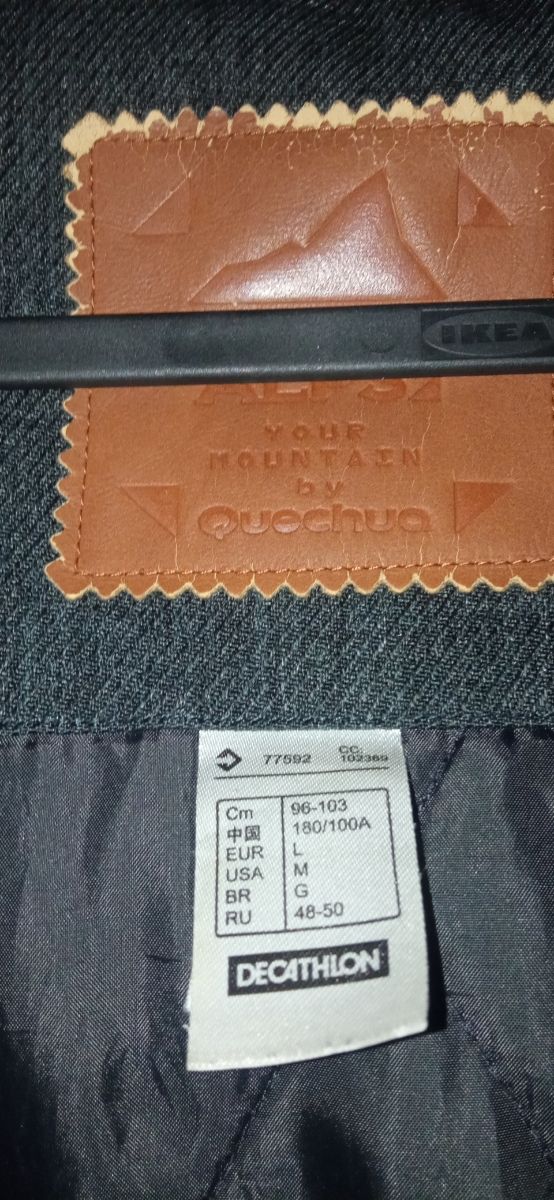 IKEA
YOUR
MOUNTAIN
by
Quechua
77592 CC. 102369
Cm 96-103
中国 180/100A
EUR L
USA M
BR G
RU 48-50
DECATHLON